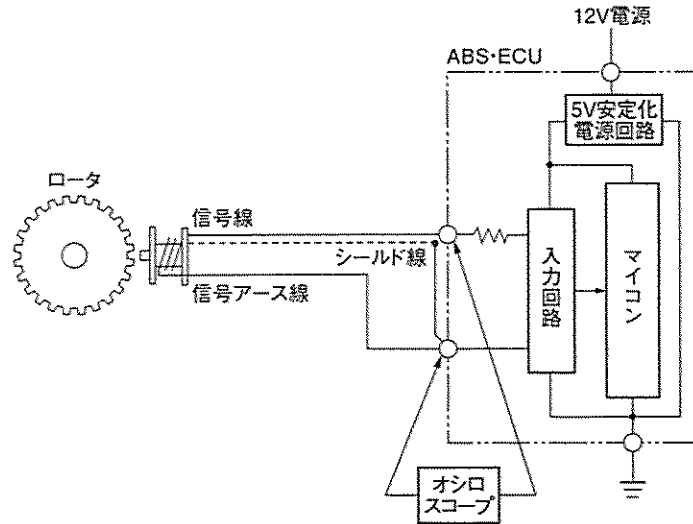 12V電源
ABS・ECU
5V安定化
電源回路
ロータ
信号線
シールド線
信号アース線
入力回路
マイコン
オシロ
スコープ